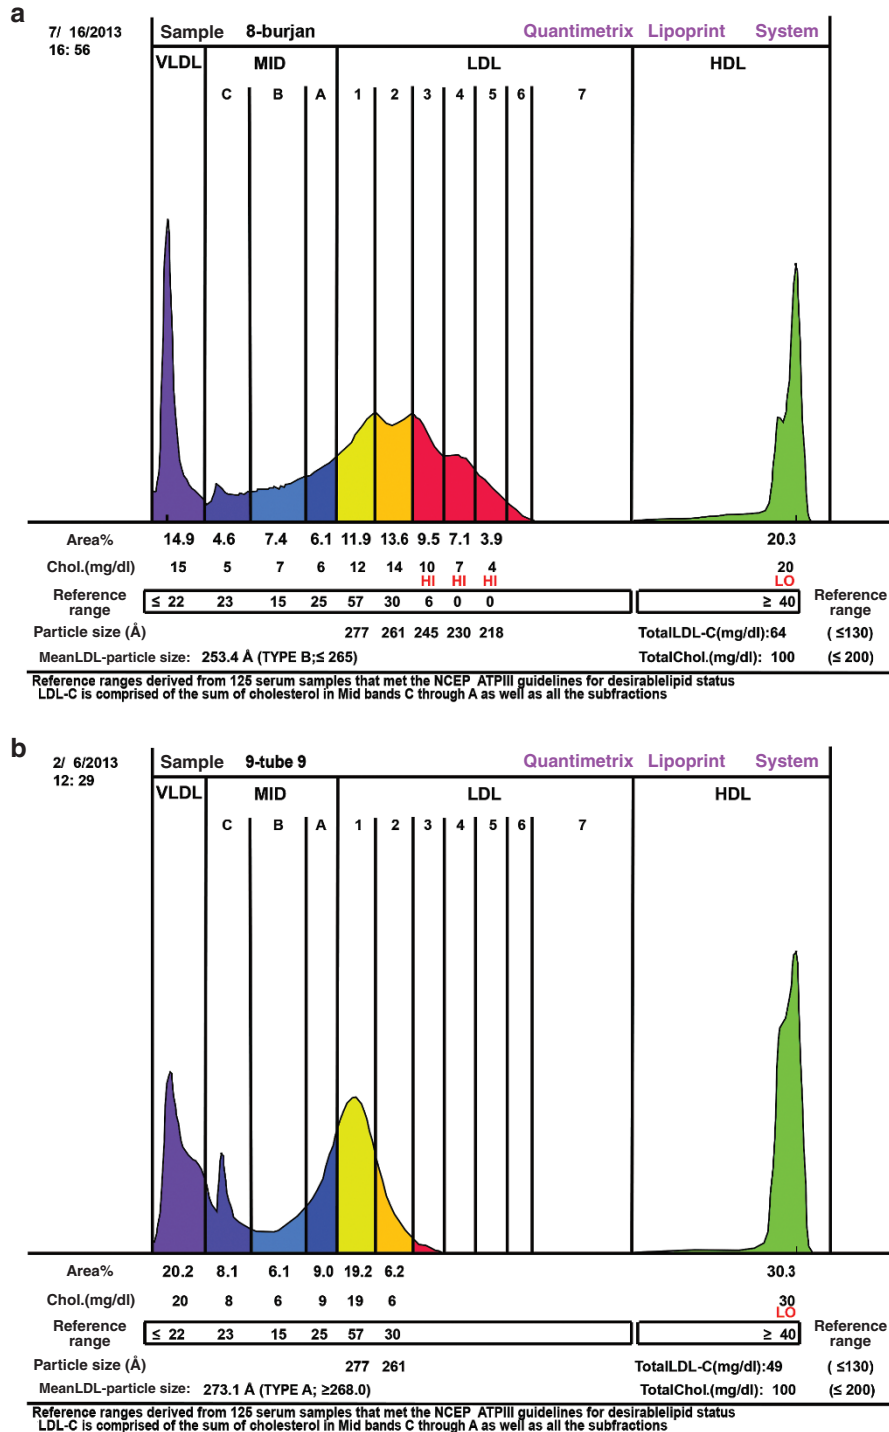 a
7/ 16/2013
16: 56
Sample 8-burjan Quantimetrix Lipoprint System
VLDL MID LDL HDL
C B A 1 2 3 4 5 6 7
Area% 14.9 4.6 7.4 6.1 11.9 13.6 9.5 7.1 3.9 20.3
Chol.(mg/dl) 15 5 7 6 12 14 10 7 4 20
HI HI HI LO
Reference range ≤ 22 23 15 25 57 30 6 0 0 ≥ 40 Reference range
Particle size (Å) 277 261 245 230 218 TotalLDL-C(mg/dl):64 ( ≤130)
MeanLDL-particle size: 253.4 Å (TYPE B;≤ 265) TotalChol.(mg/dl): 100 (≤ 200)
Reference ranges derived from 125 serum samples that met the NCEP ATPIII guidelines for desirablelipid status
LDL-C is comprised of the sum of cholesterol in Mid bands C through A as well as all the subfractions
b
2/ 6/2013
12: 29
Sample 9-tube 9 Quantimetrix Lipoprint System
VLDL MID LDL HDL
C B A 1 2 3 4 5 6 7
Area% 20.2 8.1 6.1 9.0 19.2 6.2 30.3
Chol.(mg/dl) 20 8 6 9 19 6 30
LO
Reference range ≤ 22 23 15 25 57 30 ≥ 40 Reference range
Particle size (Å) 277 261 TotalLDL-C(mg/dl):49 ( ≤130)
MeanLDL-particle size: 273.1 Å (TYPE A; ≥268.0) TotalChol.(mg/dl): 100 (≤ 200)
Reference ranges derived from 125 serum samples that met the NCEP ATPIII guidelines for desirablelipid status
LDL-C is comprised of the sum of cholesterol in Mid bands C through A as well as all the subfractions